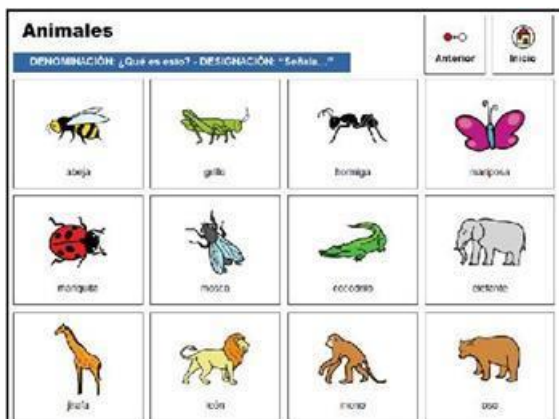 Animales
Anterior
Inicio
DENOMINACIÓN: ¿Qué es esto? - DESIGNACIÓN: "Señala..."
abeja
grillo
hormiga
mariposa
mariquita
mosca
cocodrilo
elefante
jirafa
león
mono
oso